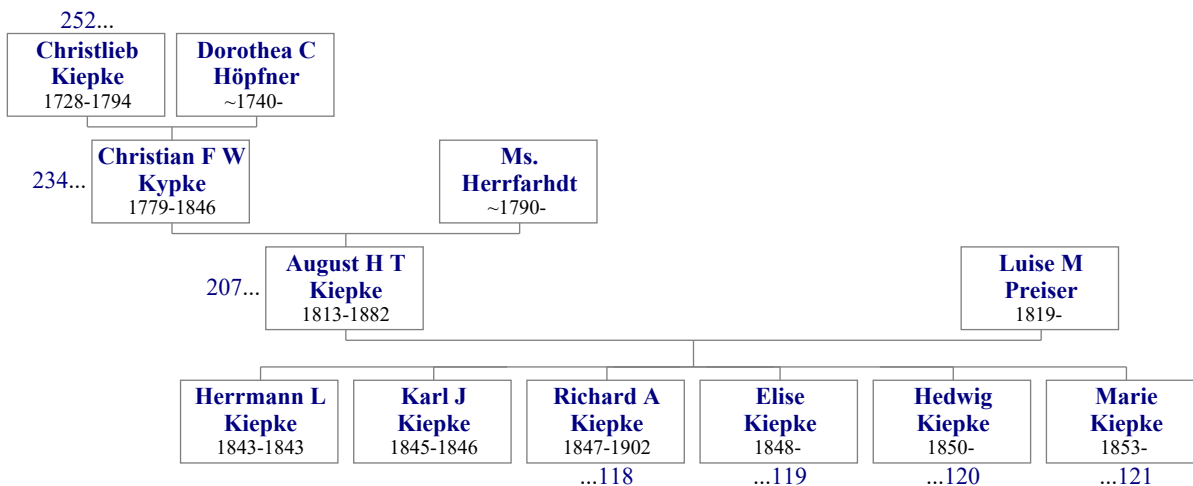 252...
Christlieb
Kiepke
1728-1794
Dorothea C
Höpfner
~1740-
234...
Christian F W
Kypke
1779-1846
Ms.
Herrfarhdt
~1790-
207...
August H T
Kiepke
1813-1882
Luise M
Preiser
1819-
Herrmann L
Kiepke
1843-1843
Karl J
Kiepke
1845-1846
Richard A
Kiepke
1847-1902
...118
Elise
Kiepke
1848-
...119
Hedwig
Kiepke
1850-
...120
Marie
Kiepke
1853-
...121